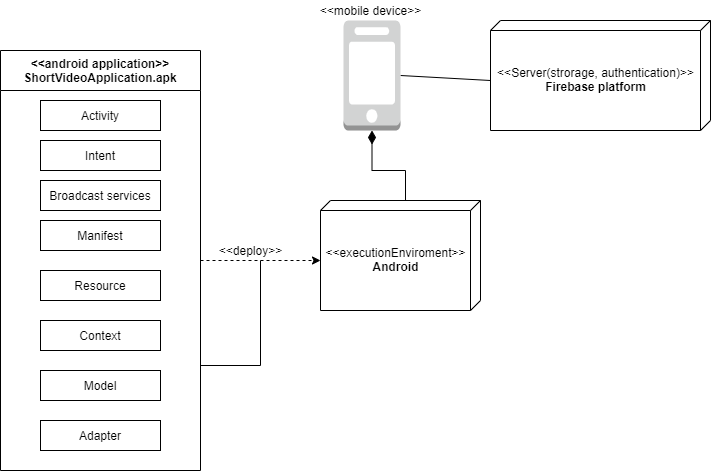 <<mobile device>>
<<android application>>
ShortVideoApplication.apk
Activity
Intent
Broadcast services
Manifest
Resource
Context
Model
Adapter
<<deploy>>
<<executionEnviroment>>
Android
<<Server(strorage, authentication)>>
Firebase platform